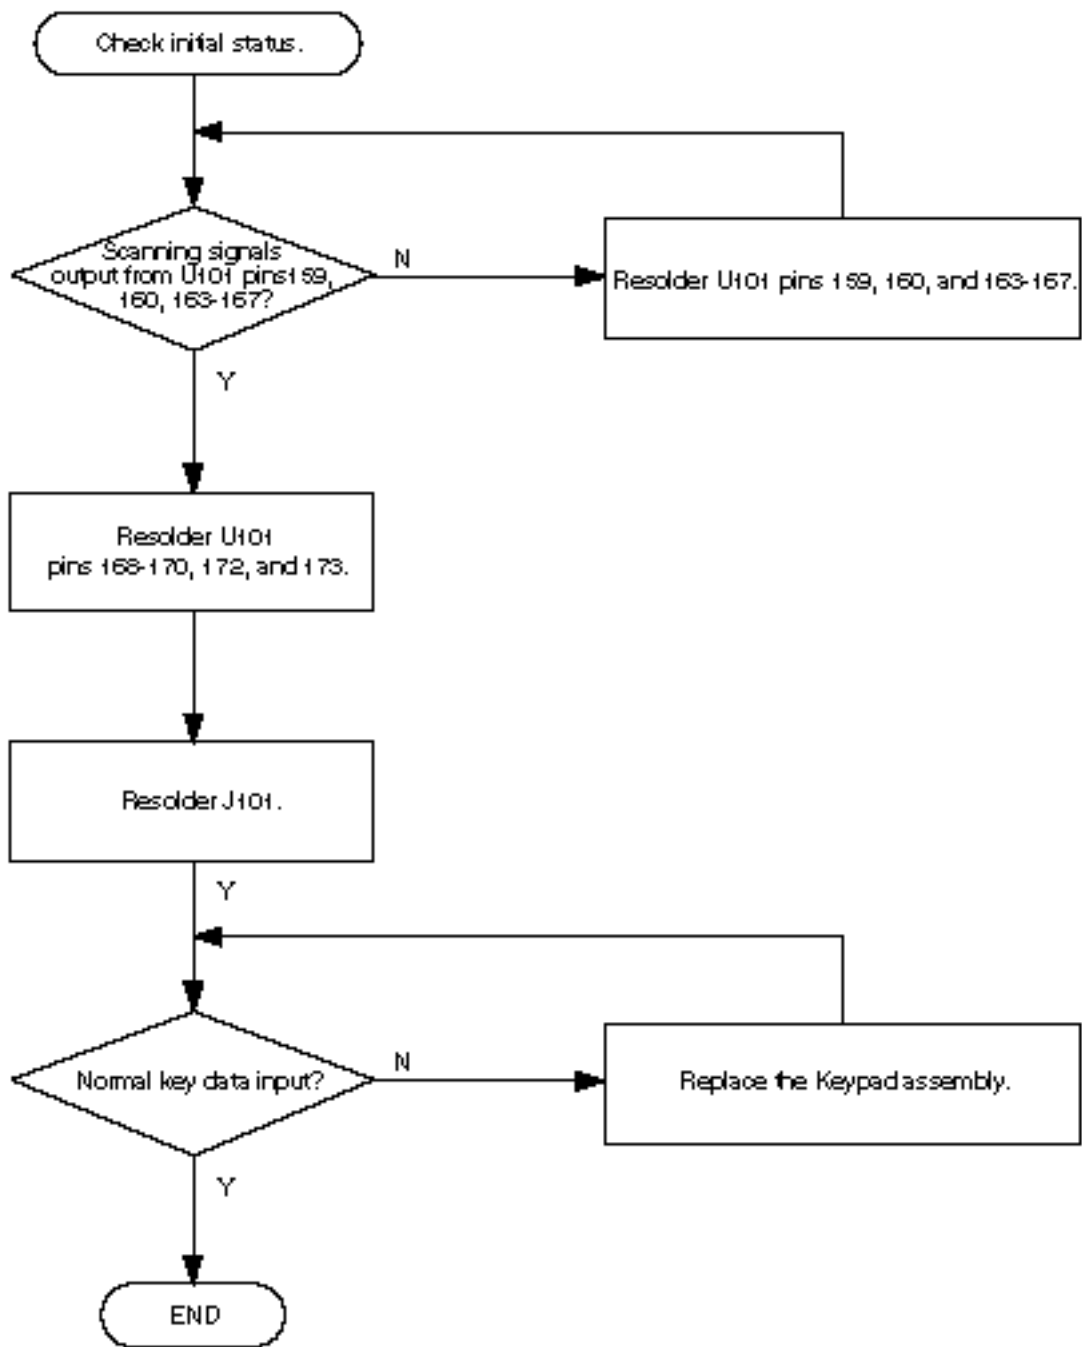 Check initial status.
Scanning signals
output from U101 pins159,
160, 163-167?
N
Resolder U101 pins 159, 160, and 163-167.
Y
Resolder U101
pins 168-170, 172, and 173.
Resolder J101.
Y
Normal key data input?
N
Replace the Keypad assembly.
Y
END